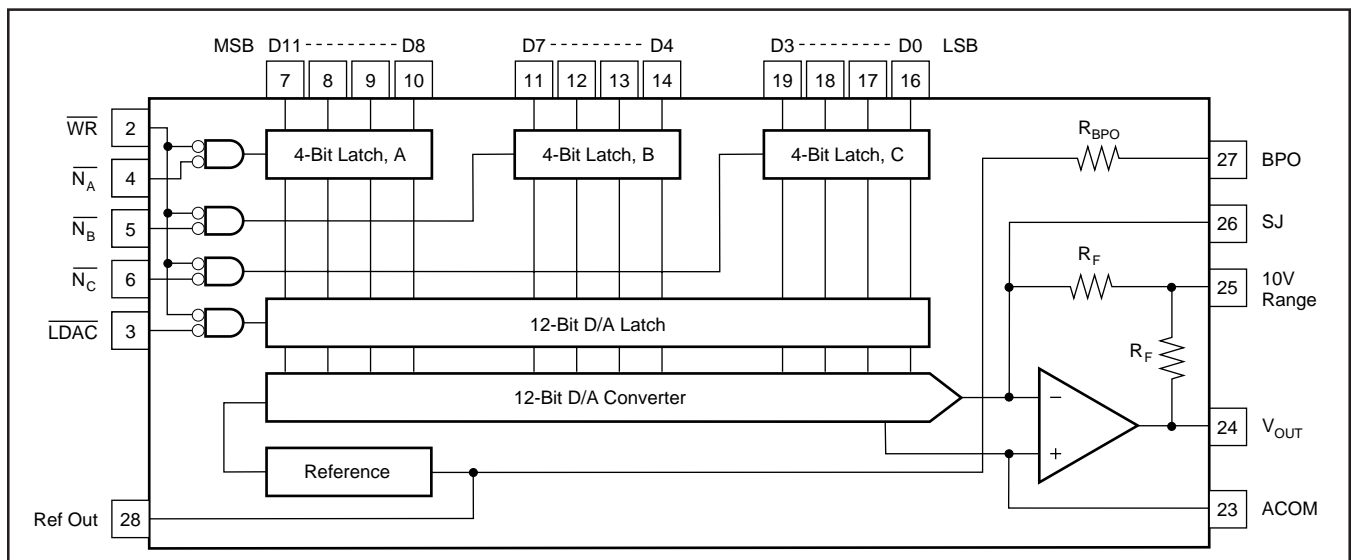 MSB D11 ---------- D8 D7 ---------- D4 D3 ---------- D0 LSB
7 8 9 10 11 12 13 14 19 18 17 16
WR 2
N_A 4
N_B 5
N_C 6
LDAC 3
4-Bit Latch, A 4-Bit Latch, B 4-Bit Latch, C
R_BPO
27 BPO
26 SJ
R_F
25 10V
Range
12-Bit D/A Latch
R_F
12-Bit D/A Converter
−
+
24 V_OUT
Reference
Ref Out 28
23 ACOM